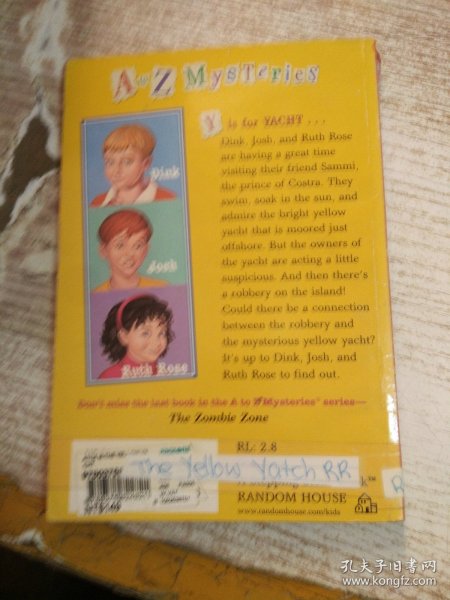 A to Z MysTeries
Dink
Josh
Ruth Rose
Y is for YACHT . . .
Dink, Josh, and Ruth Rose
are having a great time
visiting their friend Sammi,
the prince of Costra. They
swim, soak in the sun, and
admire the bright yellow
yacht that is moored just
offshore. But the owners of
the yacht are acting a little
suspicious. And then there's
a robbery on the island!
Could there be a connection
between the robbery and
the mysterious yellow yacht?
It's up to Dink, Josh, and
Ruth Rose to find out.
Don't miss the last book in the A to Z Mysteries® series—
The Zombie Zone
RL: 2.8
The Yellow Yatch RR
R
™
RANDOM HOUSE
www.randomhouse.com/kids
孔夫子旧书网
www.kongfz.com